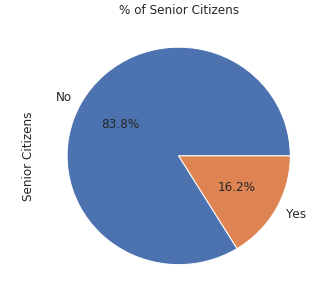 % of Senior Citizens
No
83.8%
Senior Citizens
16.2%
Yes